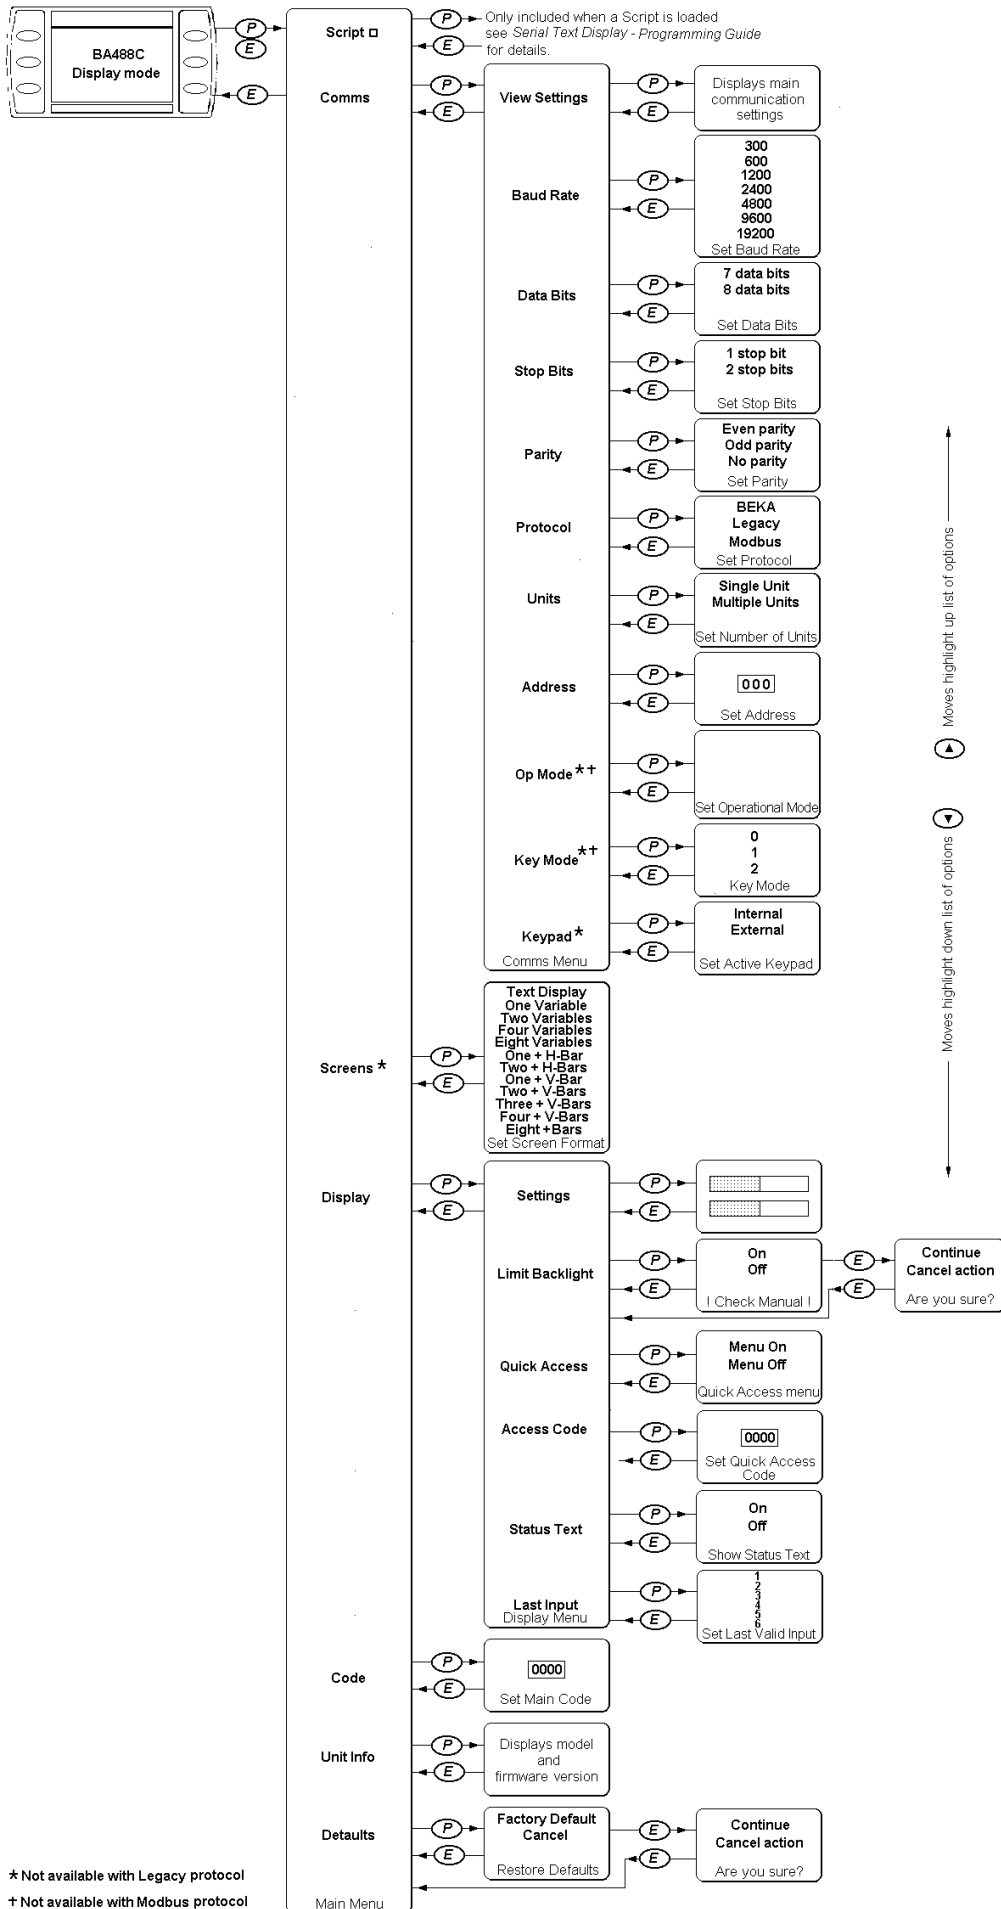 BA488C
Display mode
P
E
E
Script □
P
E
Only included when a Script is loaded
see Serial Text Display - Programming Guide
for details.
Comms
P
E
View Settings
P
E
Displays main
communication
settings
Baud Rate
P
E
300
600
1200
2400
4800
9600
19200
Set Baud Rate
Data Bits
P
E
7 data bits
8 data bits
Set Data Bits
Stop Bits
P
E
1 stop bit
2 stop bits
Set Stop Bits
Parity
P
E
Even parity
Odd parity
No parity
Set Parity
Protocol
P
E
BEKA
Legacy
Modbus
Set Protocol
Units
P
E
Single Unit
Multiple Units
Set Number of Units
Address
P
E
000
Set Address
Op Mode *†
P
E
Set Operational Mode
Key Mode *†
P
E
0
1
2
Key Mode
Keypad *
P
E
Internal
External
Set Active Keypad
Comms Menu
Moves highlight up list of options
Moves highlight down list of options
Screens *
P
E
Text Display
One Variable
Two Variables
Four Variables
Eight Variables
One + H-Bar
Two + H-Bars
One + V-Bar
Two + V-Bars
Three + V-Bars
Four + V-Bars
Eight +Bars
Set Screen Format
Display
P
E
Settings
P
E
Limit Backlight
P
E
On
Off
! Check Manual !
E
E
Continue
Cancel action
Are you sure?
Quick Access
P
E
Menu On
Menu Off
Quick Access menu
Access Code
P
E
0000
Set Quick Access
Code
Status Text
P
E
On
Off
Show Status Text
Last Input
P
E
1
2
3
4
5
6
Set Last Valid Input
Display Menu
Code
P
E
0000
Set Main Code
Unit Info
P
E
Displays model
and
firmware version
Detaults
P
E
Factory Default
Cancel
Restore Defaults
E
E
Continue
Cancel action
Are you sure?
Main Menu
* Not available with Legacy protocol
† Not available with Modbus protocol